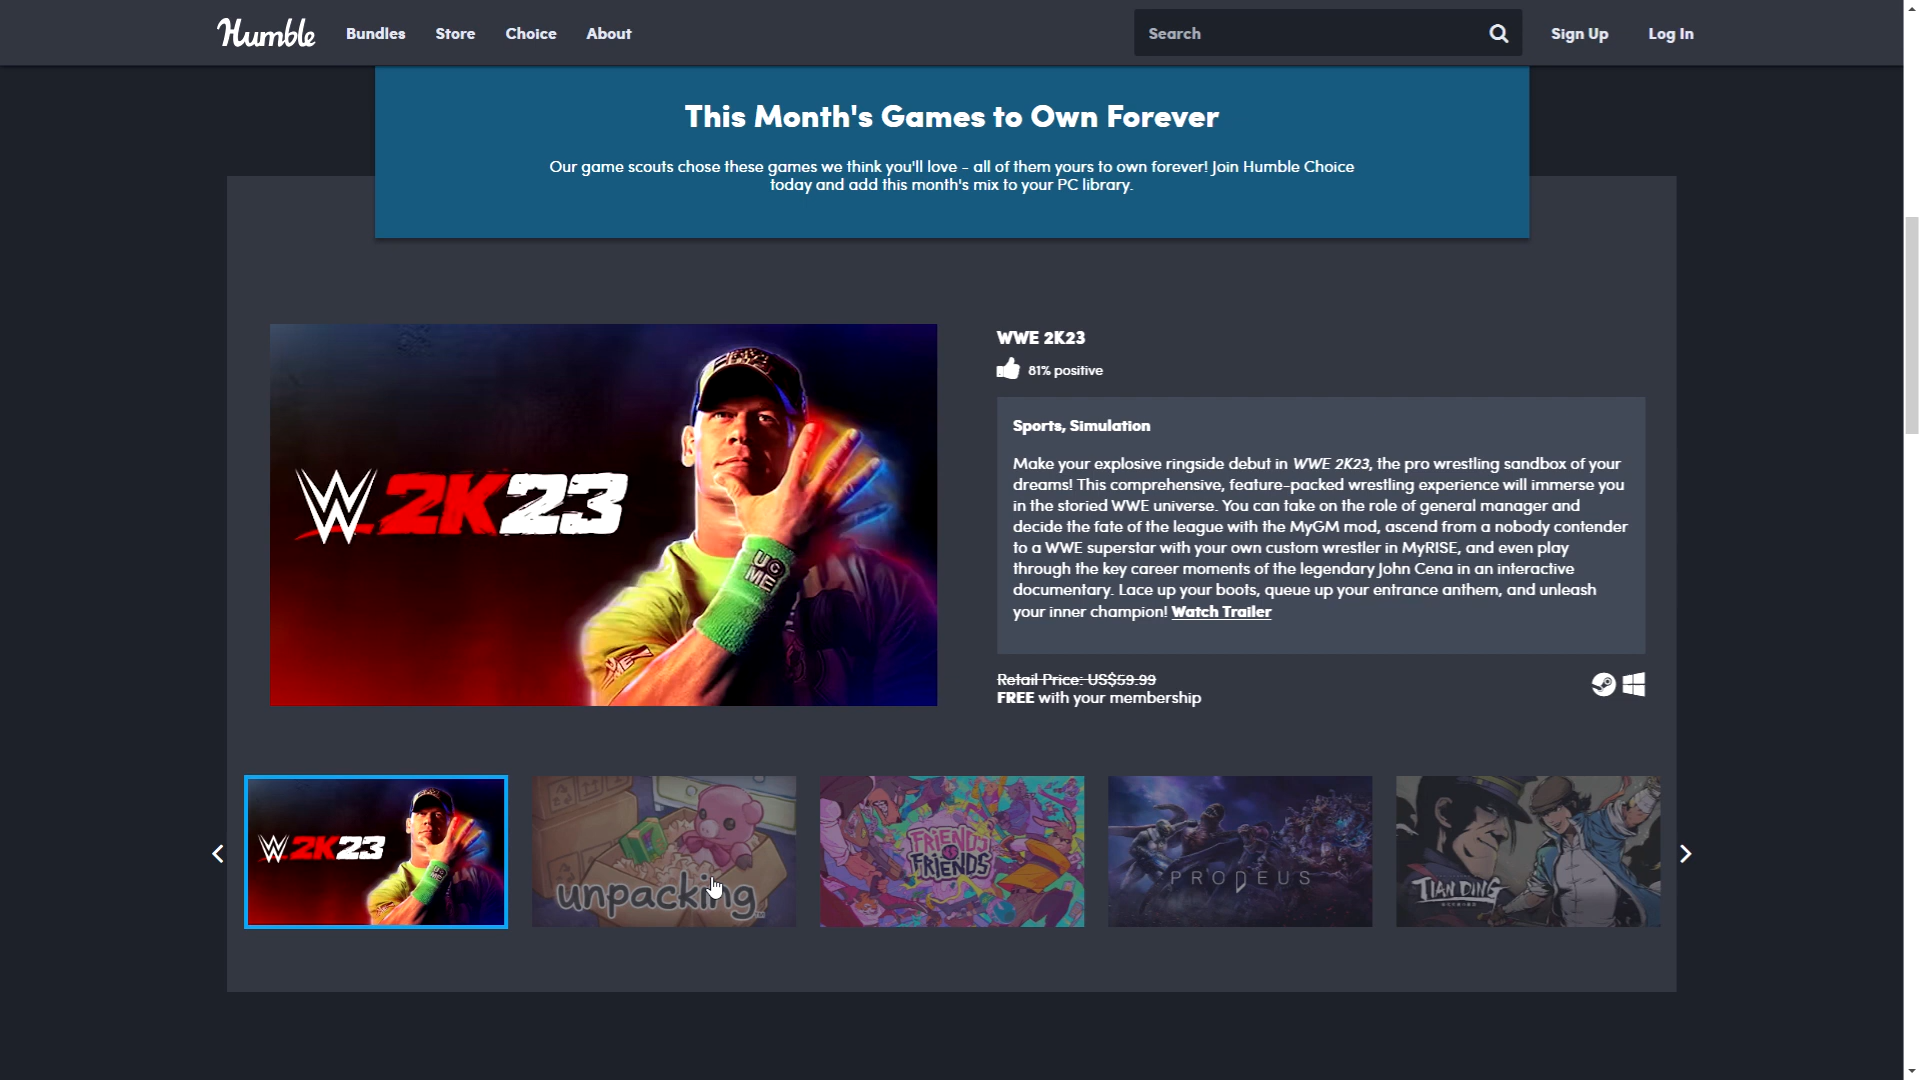 Humble
Bundles
Store
Choice
About
Search
Sign Up
Log In
This Month's Games to Own Forever
Our game scouts chose these games we think you'll love - all of them yours to own forever! Join Humble Choice
today and add this month's mix to your PC library.
W 2K23
U C ME
WWE 2K23
81% positive
Sports, Simulation
Make your explosive ringside debut in WWE 2K23, the pro wrestling sandbox of your
dreams! This comprehensive, feature-packed wrestling experience will immerse you
in the storied WWE universe. You can take on the role of general manager and
decide the fate of the league with the MyGM mod, ascend from a nobody contender
to a WWE superstar with your own custom wrestler in MyRISE, and even play
through the key career moments of the legendary John Cena in an interactive
documentary. Lace up your boots, queue up your entrance anthem, and unleash
your inner champion! Watch Trailer
Retail Price: US$59.99
FREE with your membership
W 2K23
unpacking
FRIENDS
VS
FRIENDS
PRODEUS
TIAN DING